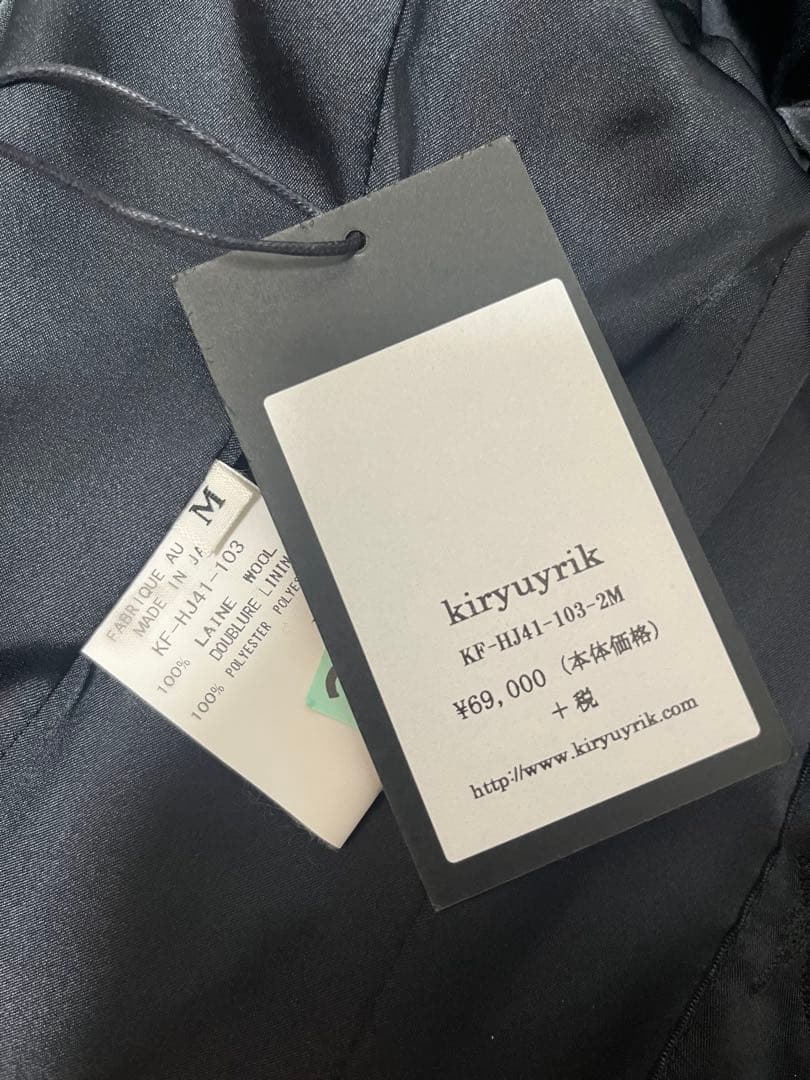 kiryuyrik
KF-HJ41-103-2M
¥69,000 (本体価格)
+税
http://www.kiryuyrik.com
M
FABRIQUE AU
MADE IN JA
KF-HJ41-103
100% LAINE WOOL
DOUBLURE LINING
100% POLYESTER POLYES